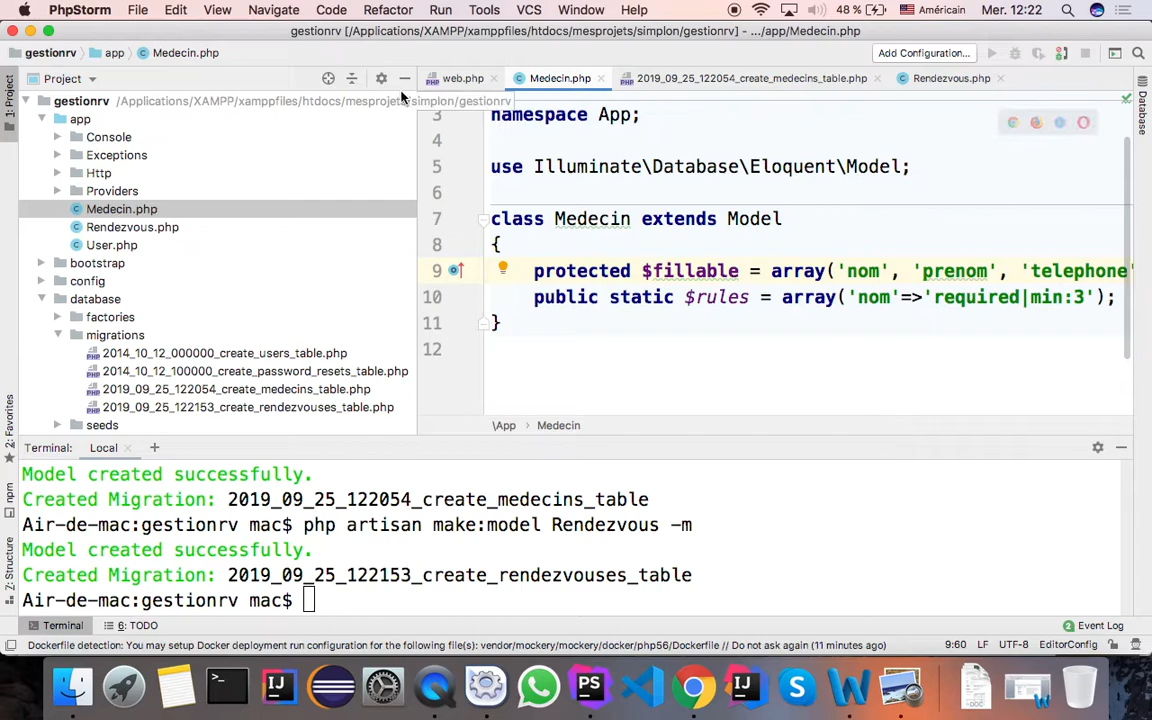 PhpStorm File Edit View Navigate Code Refactor Run Tools VCS Window Help 48 % Américain Mer. 12:22
gestionrv [/Applications/XAMPP/xamppfiles/htdocs/mesprojets/simplon/gestionrv] - .../app/Medecin.php
gestionrv app Medecin.php Add Configuration...
Project web.php Medecin.php 2019_09_25_122054_create_medecins_table.php Rendezvous.php
1: Project
Database
gestionrv /Applications/XAMPP/xamppfiles/htdocs/mesprojets/simplon/gestionrv
app
Console
Exceptions
Http
Providers
Medecin.php
Rendezvous.php
User.php
bootstrap
config
database
factories
migrations
2014_10_12_000000_create_users_table.php
2014_10_12_100000_create_password_resets_table.php
2019_09_25_122054_create_medecins_table.php
2019_09_25_122153_create_rendezvouses_table.php
seeds
3 namespace App;
4
5 use Illuminate\Database\Eloquent\Model;
6
7 class Medecin extends Model
8 {
9 protected $fillable = array('nom', 'prenom', 'telephone'
10 public static $rules = array('nom'=>'required|min:3');
11 }
12
\App › Medecin
2: Favorites
npm
Z: Structure
Terminal: Local
Model created successfully.
Created Migration: 2019_09_25_122054_create_medecins_table
Air-de-mac:gestionrv mac$ php artisan make:model Rendezvous -m
Model created successfully.
Created Migration: 2019_09_25_122153_create_rendezvouses_table
Air-de-mac:gestionrv mac$
Terminal 6: TODO 2 Event Log
Dockerfile detection: You may setup Docker deployment run configuration for the following file(s): vendor/mockery/mockery/docker/php56/Dockerfile // Do not ask again (11 minutes ago) 9:60 LF UTF-8 EditorConfig